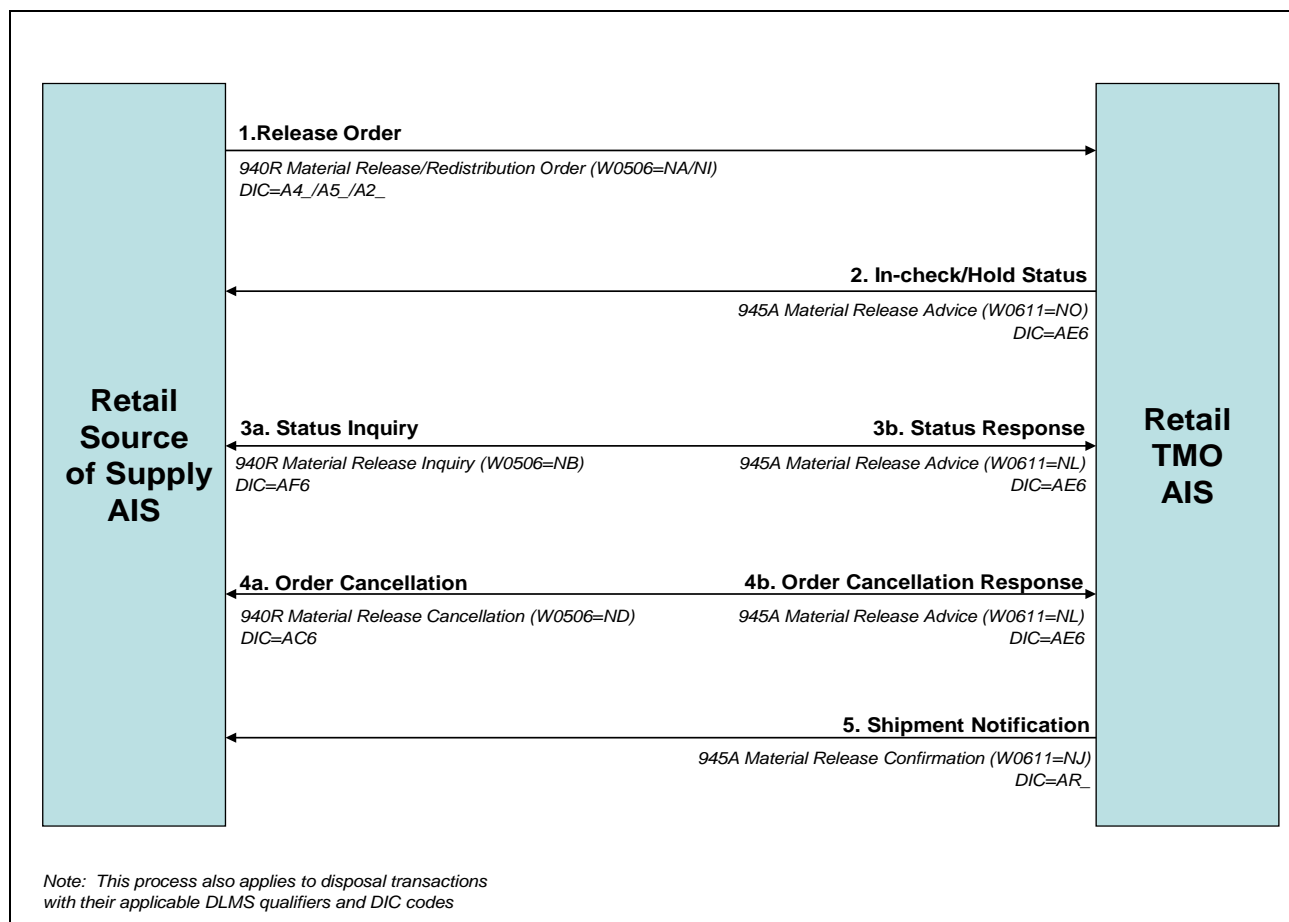 Retail
Source
of Supply
AIS
1.Release Order
940R Material Release/Redistribution Order (W0506=NA/NI)
DIC=A4_/A5_/A2_
2. In-check/Hold Status
945A Material Release Advice (W0611=NO)
DIC=AE6
3a. Status Inquiry
940R Material Release Inquiry (W0506=NB)
DIC=AF6
3b. Status Response
945A Material Release Advice (W0611=NL)
DIC=AE6
4a. Order Cancellation
940R Material Release Cancellation (W0506=ND)
DIC=AC6
4b. Order Cancellation Response
945A Material Release Advice (W0611=NL)
DIC=AE6
5. Shipment Notification
945A Material Release Confirmation (W0611=NJ)
DIC=AR_
Retail
TMO
AIS
Note:  This process also applies to disposal transactions
with their applicable DLMS qualifiers and DIC codes